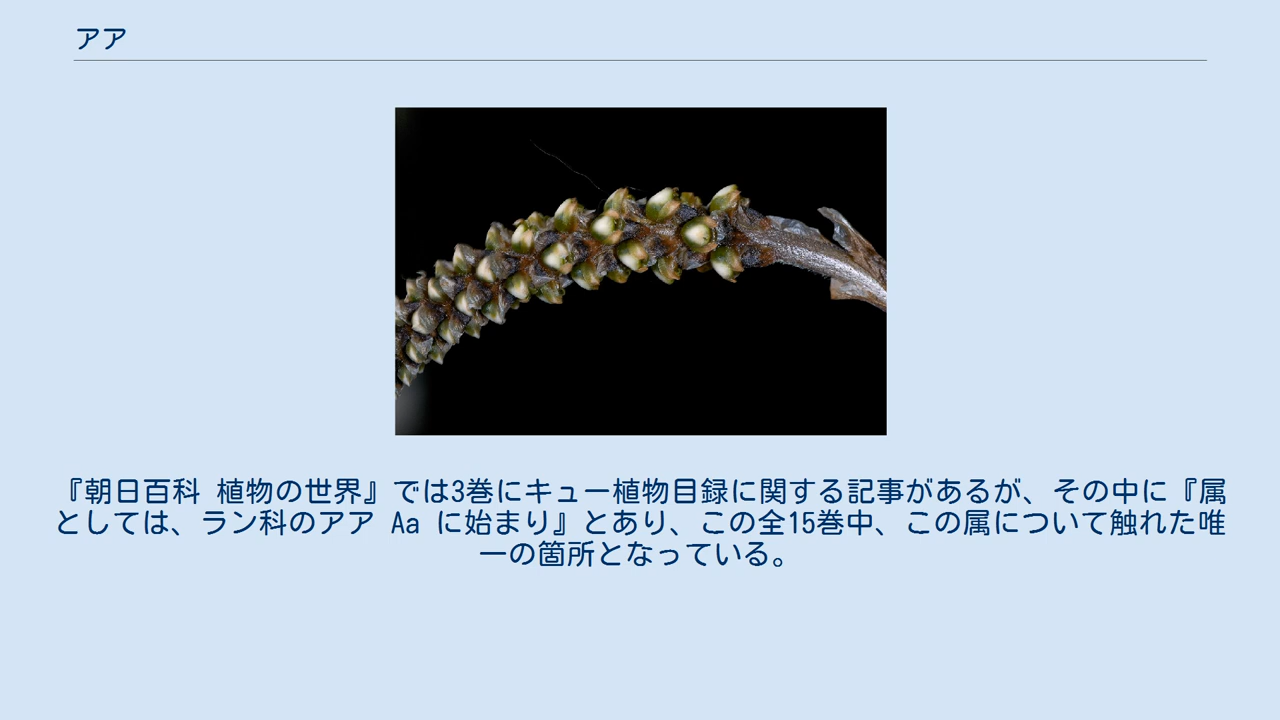 アア
『朝日百科 植物の世界』では3巻にキュー植物目録に関する記事があるが、その中に『属
としては、ラン科のアア Aa に始まり』とあり、この全15巻中、この属について触れた唯
一の箇所となっている。